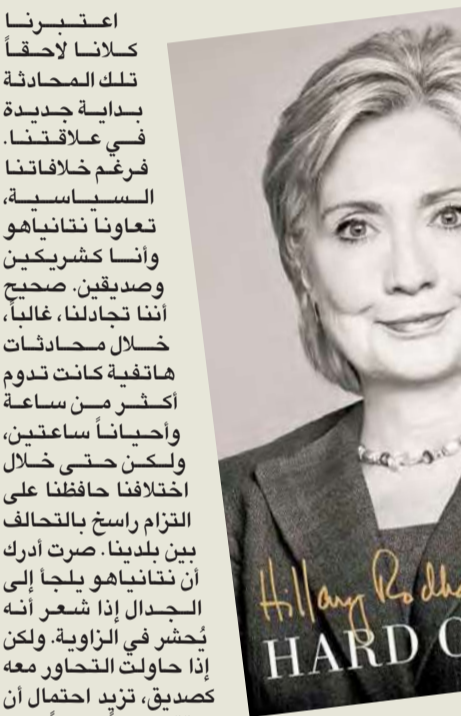 اعتبرنا
كلانا لاحقاً
تلك المحادثة
بداية جديدة
في علاقتنا.
فرغم خلافاتنا
السياسية،
تعاونا نتانياهو
وأنا كشريكين
وصديقين. صحيح
أننا تجادلنا، غالباً،
خلال محادثات
هاتفية كانت تدوم
أكثر من ساعة
وأحياناً ساعتين،
ولكن حتى خلال
اختلافنا حافظنا على
التزام راسخ بالتحالف
بين بلدينا. صرت أدرك
أن نتانياهو يلجأ إلى
الجدال إذا شعر أنه
يُحشر في الزاوية. ولكن
إذا حاولت التحاور معه
كصديق، تزيد احتمال أن
Hillary Rodha
HARD C